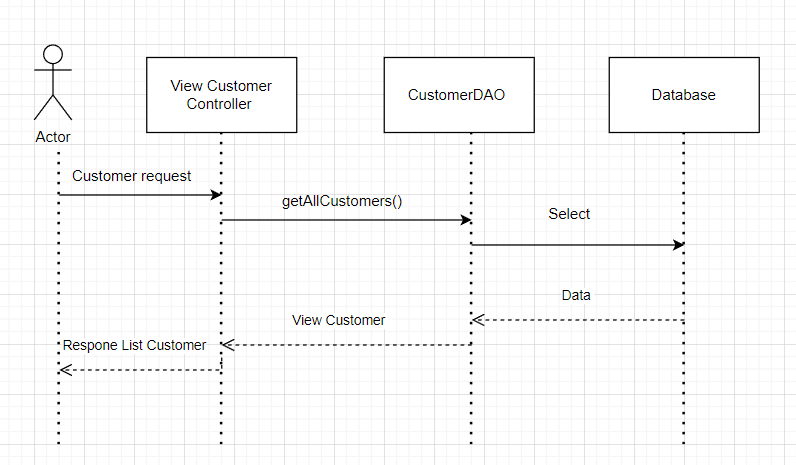 View Customer
Controller
CustomerDAO
Database
Actor
Customer request
getAllCustomers()
Select
Data
View Customer
Respone List Customer